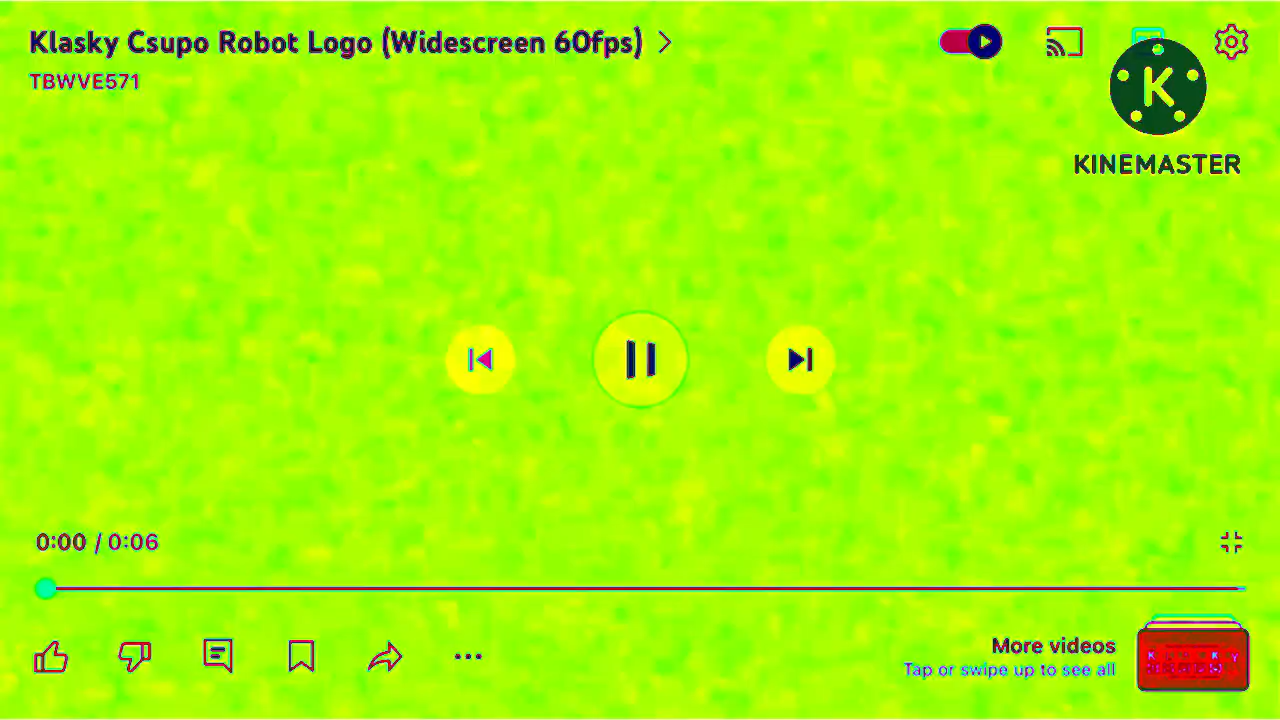 Klasky Csupo Robot Logo (Widescreen 60fps)
TBWVE571
K
KINEMASTER
0:00 / 0:06
More videos
Tap or swipe up to see all